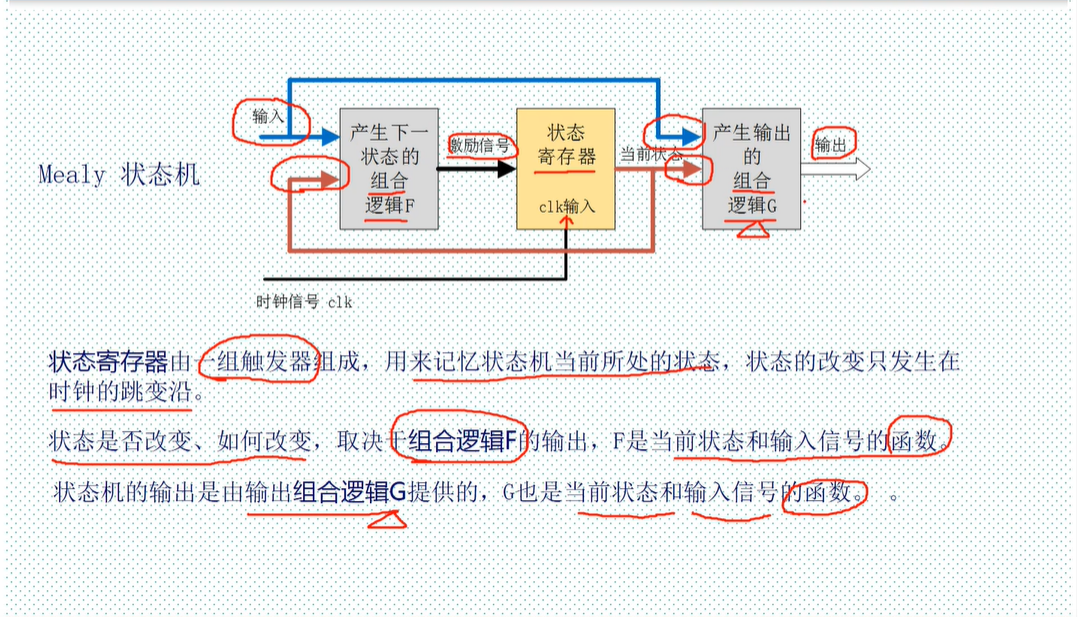 输入
产生下一
状态的
组合
逻辑F
激励信号
状态
寄存器
clk输入
当前状态
产生输出
的
组合
逻辑G
输出
Mealy 状态机
时钟信号 clk
状态寄存器由一组触发器组成，用来记忆状态机当前所处的状态，状态的改变只发生在
时钟的跳变沿。
状态是否改变、如何改变，取决于组合逻辑F的输出，F是当前状态和输入信号的函数。
状态机的输出是由输出组合逻辑G提供的，G也是当前状态和输入信号的函数。 。